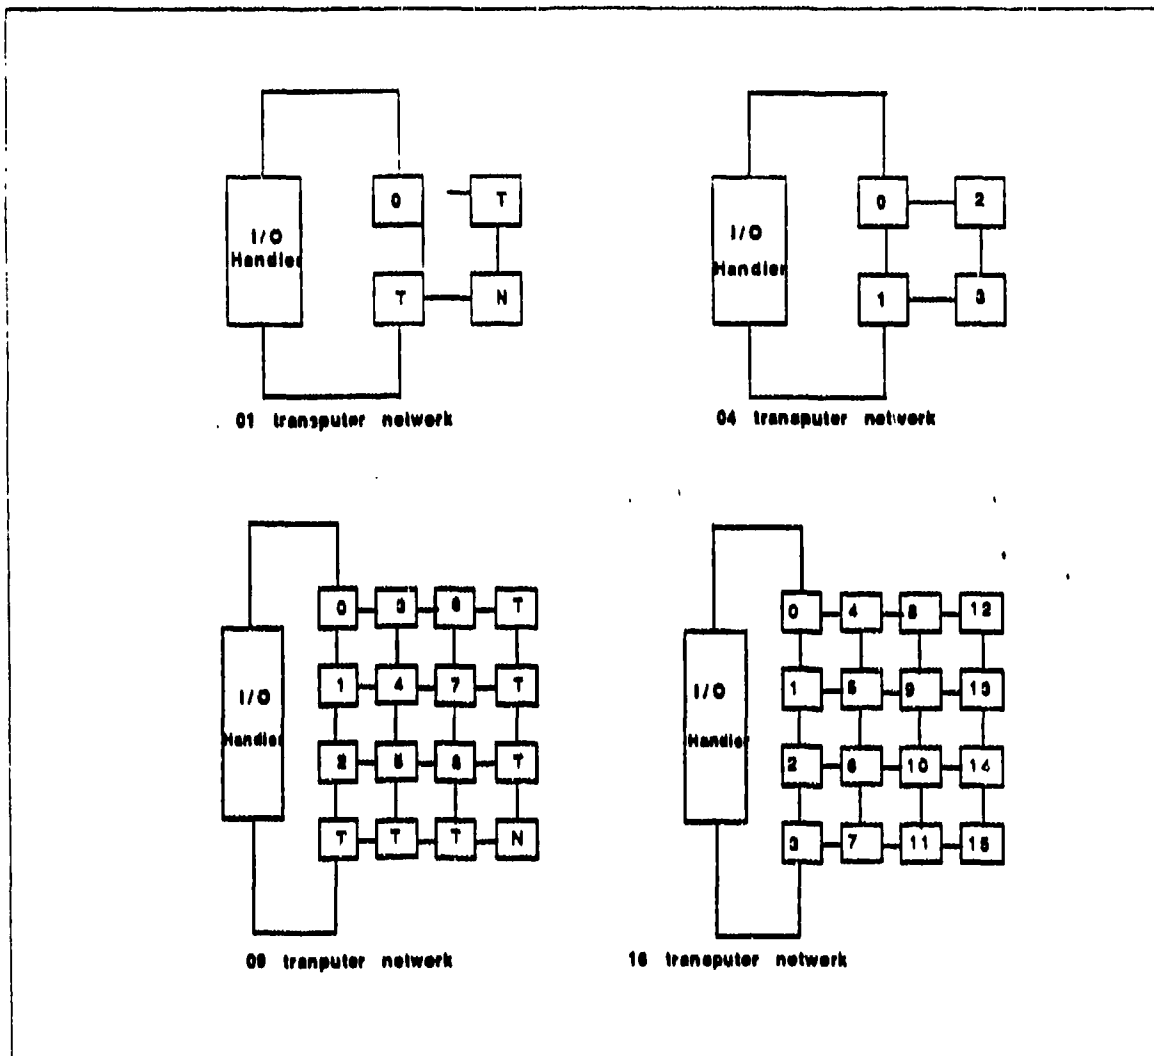 0 T
I/O
Handler
T N
01 transputer network
0 2
I/O
Handler
1 3
04 transputer network
0 3 6 T
1 4 7 T
I/O
Handler
2 5 8 T
T T T N
09 tranputer network
0 4 8 12
1 5 9 13
I/O
Handler
2 6 10 14
3 7 11 15
16 transputer network